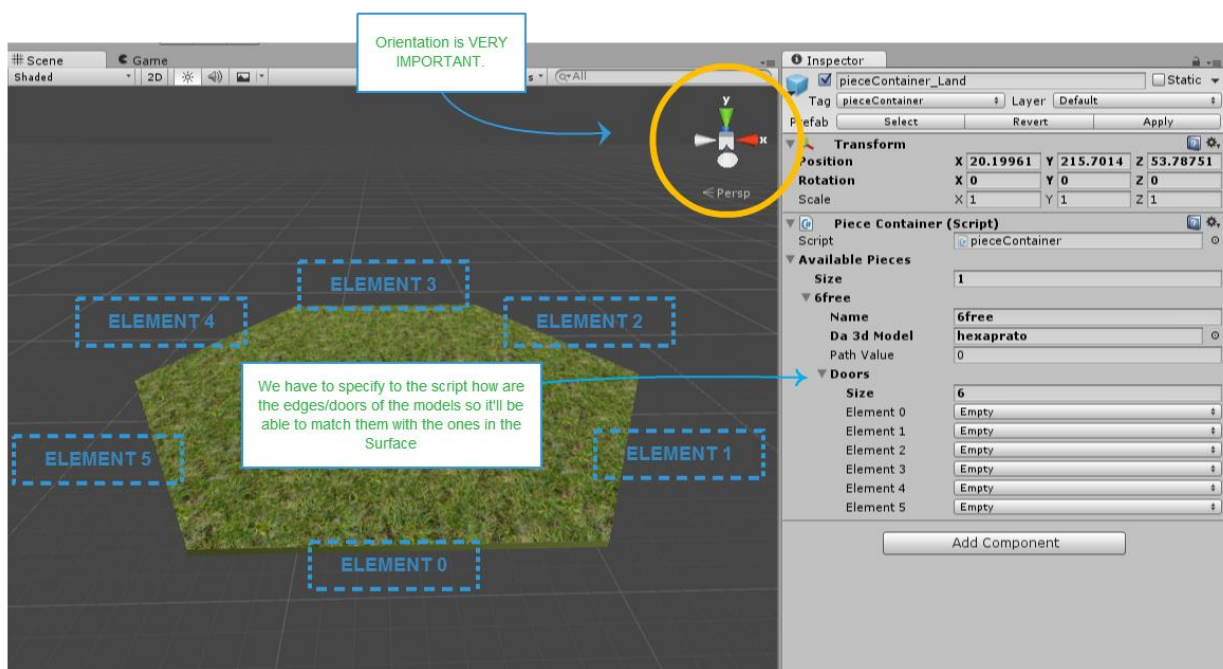 Orientation is VERY
IMPORTANT.
Scene
Game
Shaded
2D
All
y
x
Persp
ELEMENT 3
ELEMENT 4
ELEMENT 2
We have to specify to the script how are
the edges/doors of the models so it'll be
able to match them with the ones in the
Surface
ELEMENT 5
ELEMENT 1
ELEMENT 0
Inspector
pieceContainer_Land
Static
Tag pieceContainer Layer Default
Prefab Select Revert Apply
Transform
Position X 20.19961 Y 215.7014 Z 53.78751
Rotation X 0 Y 0 Z 0
Scale X 1 Y 1 Z 1
Piece Container (Script)
Script pieceContainer
Available Pieces
Size 1
6free
Name 6free
Da 3d Model hexaprato
Path Value 0
Doors
Size 6
Element 0 Empty
Element 1 Empty
Element 2 Empty
Element 3 Empty
Element 4 Empty
Element 5 Empty
Add Component